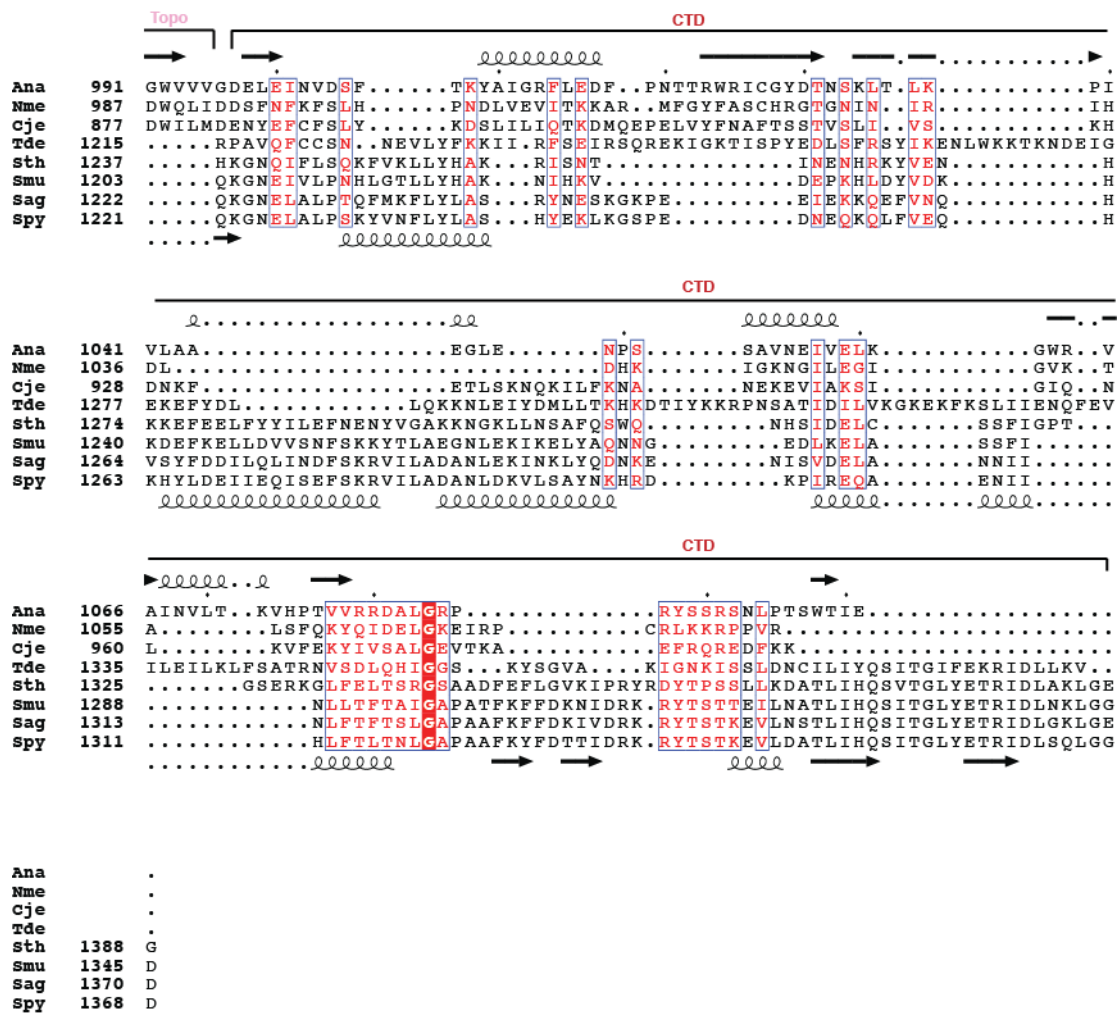 Topo CTD
Ana 991 GWVVVGDELEINVDSF......TKYAIGRFLEDF.PNTTRWRICGYDTNSKLT.LK...........PI
Nme 987 DWQLIDDSFNFKFSLH......PNDLVEVITKKAR.MFGYFASCHRGTGNIN..IR...........IH
Cje 877 DWILMDENYEFCFSLY......KDSLILIQTKDMQEPELVYFNAFTSSTVSLI..VS...........KH
Tde 1215 .....RPAVQFCCSN..NEVLYFKKII.RFSEIRSQREKIGKTISPYEDLSFRSYIKENLWKKTKNDEIG
Sth 1237 .....HKGNQIFLSQKFVKLLYHAK...RISNT..............INENHRKYVEN...........H
Smu 1203 .....QKGNEIVLPNHLGTLLYHAK...NIHKV..............DEPKHLDYVDK...........H
Sag 1222 .....QKGNELALPTQFMKFLYLAS...RYNESKGKPE.........EIEKKQEFVNQ...........H
Spy 1221 .....QKGNELALPSKYVNFLYLAS...HYEKLKGSPE.........DNEQKQLFVEQ...........H
CTD
Ana 1041 VLAA..................EGLE.......NPS.......SAVNEIVELK...........GWR..V
Nme 1036 DL....................DHK........DHK.......IGKNGILEGI...........GVK..T
Cje 928 DNKF..................ETLSKNQKILFKNA.......NEKEVIAKSI...........GIQ..N
Tde 1277 EKEFYDL............LQKKNLEIYDMLLTKHKDTIYKKRPNSATIDILVKGKEKFKSLIIENQFEV
Sth 1274 KKEFEELFYYILEFNENYVGAKKNGKLLNSAFQSWQ.......NHSIDELC......SSFIGPT......
Smu 1240 KDEFKELLDVVSNFSKKYTLAEGNLEKIKELYAQNNG......EDLKELA.......SSFI.........
Sag 1264 VSYFDDILQLINDFSKRVILADANLEKINKLYQDNKE......NISVDELA......NNII.........
Spy 1263 KHYLDEIIEQISEFSKRVILADANLDKVLSAYNKHRD......KPIREQA.......ENII.........
CTD
Ana 1066 AINVLT..KVHPTVVRRDALGRP..............RYSSRSNLPTSWTIE..................
Nme 1055 A........LSFQKYQIDELGKEIRP..........CRLKKRPPVR........................
Cje 960 L........KVFEKYIVSALGEVTKA...........EFRQREDFKK.......................
Tde 1335 ILEILKLFSATRNVSDLQHIGGS...KYSGVA....KIGNKISSLDNCILIYQSITGIFEKRIDLLKV..
Sth 1325 .......GSERKGLFELTSRGSAADFEFLGVKIPRYRDYTPSSLLKDATLIHQSVTGLYETRIDLAKLGE
Smu 1288 ............NLLTFTAIGAPATFKFFDKNIDRK.RYTSTTEILNATLIHQSITGLYETRIDLNKLGG
Sag 1313 ............NLFTFTSLGAPAAFKFFDKIVDRK.RYTSTKEVLNSTLIHQSITGLYETRIDLGKLGE
Spy 1311 ............HLFTLTNLGAPAAFKYFDTTIDRK.RYTSTKEVLDATLIHQSITGLYETRIDLSQLGG
Ana .
Nme .
Cje .
Tde .
Sth 1388 G
Smu 1345 D
Sag 1370 D
Spy 1368 D